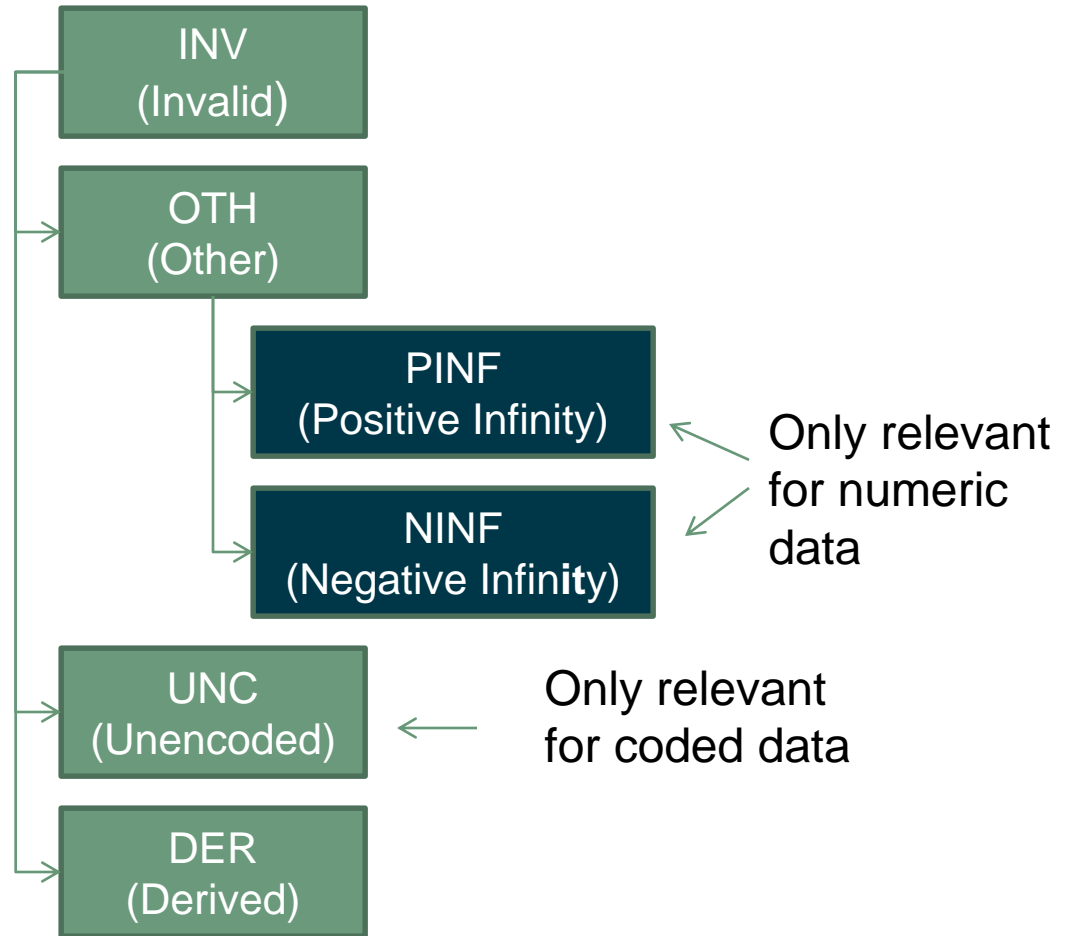 INV
(Invalid)
OTH
(Other)
PINF
(Positive Infinity)
NINF
(Negative Infinity)
Only relevant
for numeric
data
UNC
(Unencoded)
Only relevant
for coded data
DER
(Derived)